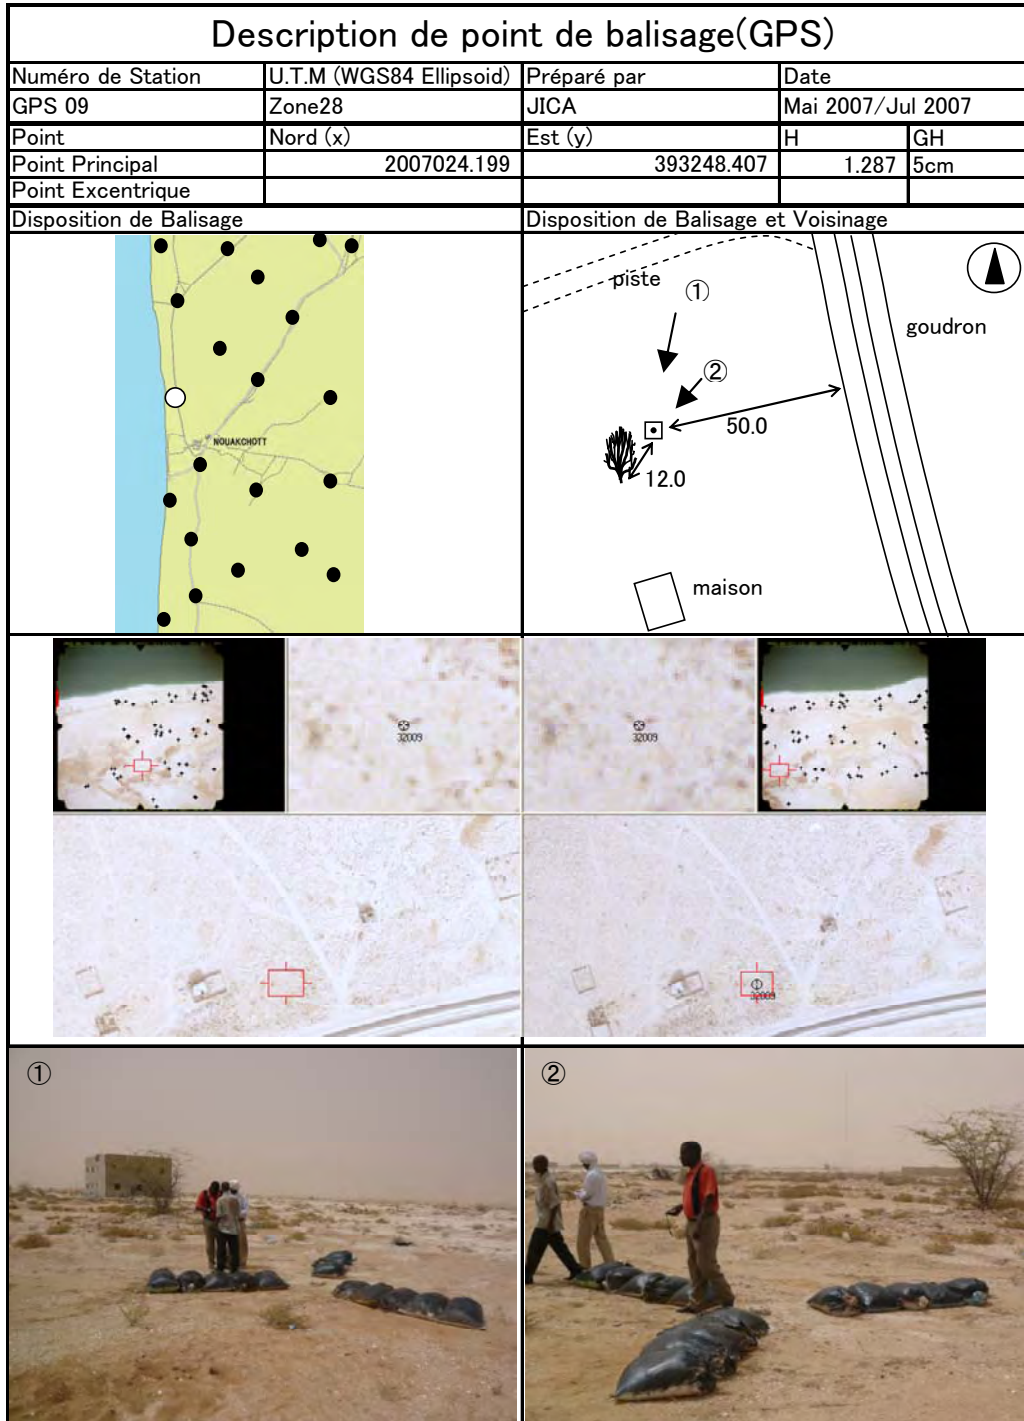 Description de point de balisage(GPS)
Numéro de Station U.T.M (WGS84 Ellipsoid) Préparé par Date
GPS 09 Zone28 JICA Mai 2007/Jul 2007
Point Nord (x) Est (y) H GH
Point Principal 2007024.199 393248.407 1.287 5cm
Point Excentrique
Disposition de Balisage Disposition de Balisage et Voisinage
NOUAKCHOTT
piste
①
goudron
②
50.0
12.0
maison
32009
32009
32009
①
②